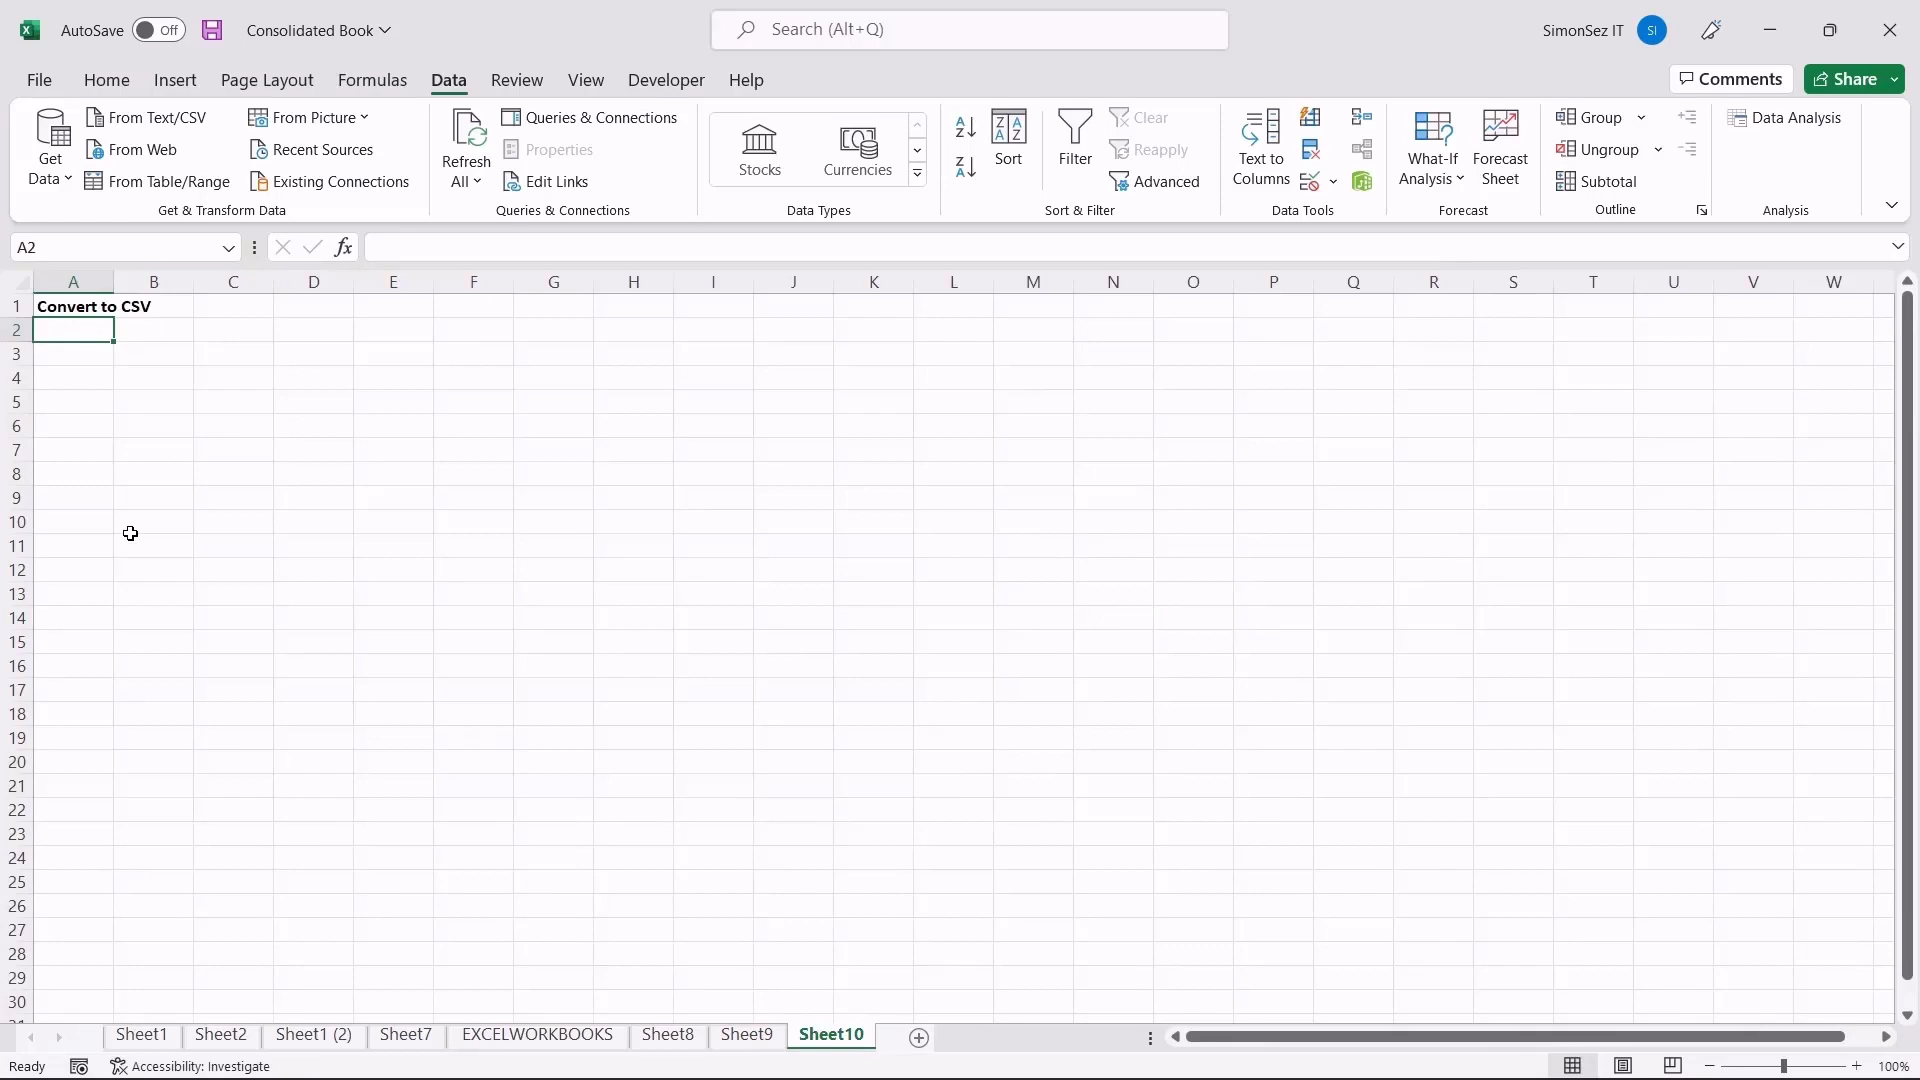 AutoSave Off Consolidated Book Search (Alt+Q) SimonSez IT SI
File Home Insert Page Layout Formulas Data Review View Developer Help Comments Share
Get Data
From Text/CSV
From Web
From Table/Range
From Picture
Recent Sources
Existing Connections
Get & Transform Data
Refresh All
Queries & Connections
Properties
Edit Links
Queries & Connections
Stocks
Currencies
Data Types
Sort
Filter
Clear
Reapply
Advanced
Sort & Filter
Text to Columns
Data Tools
What-If Analysis
Forecast Sheet
Forecast
Group
Ungroup
Subtotal
Outline
Data Analysis
Analysis
A2 fx
A B C D E F G H I J K L M N O P Q R S T U V W
1 Convert to CSV
2
3
4
5
6
7
8
9
10
11
12
13
14
15
16
17
18
19
20
21
22
23
24
25
26
27
28
29
30
Sheet1 Sheet2 Sheet1 (2) Sheet7 EXCELWORKBOOKS Sheet8 Sheet9 Sheet10
Ready Accessibility: Investigate 100%